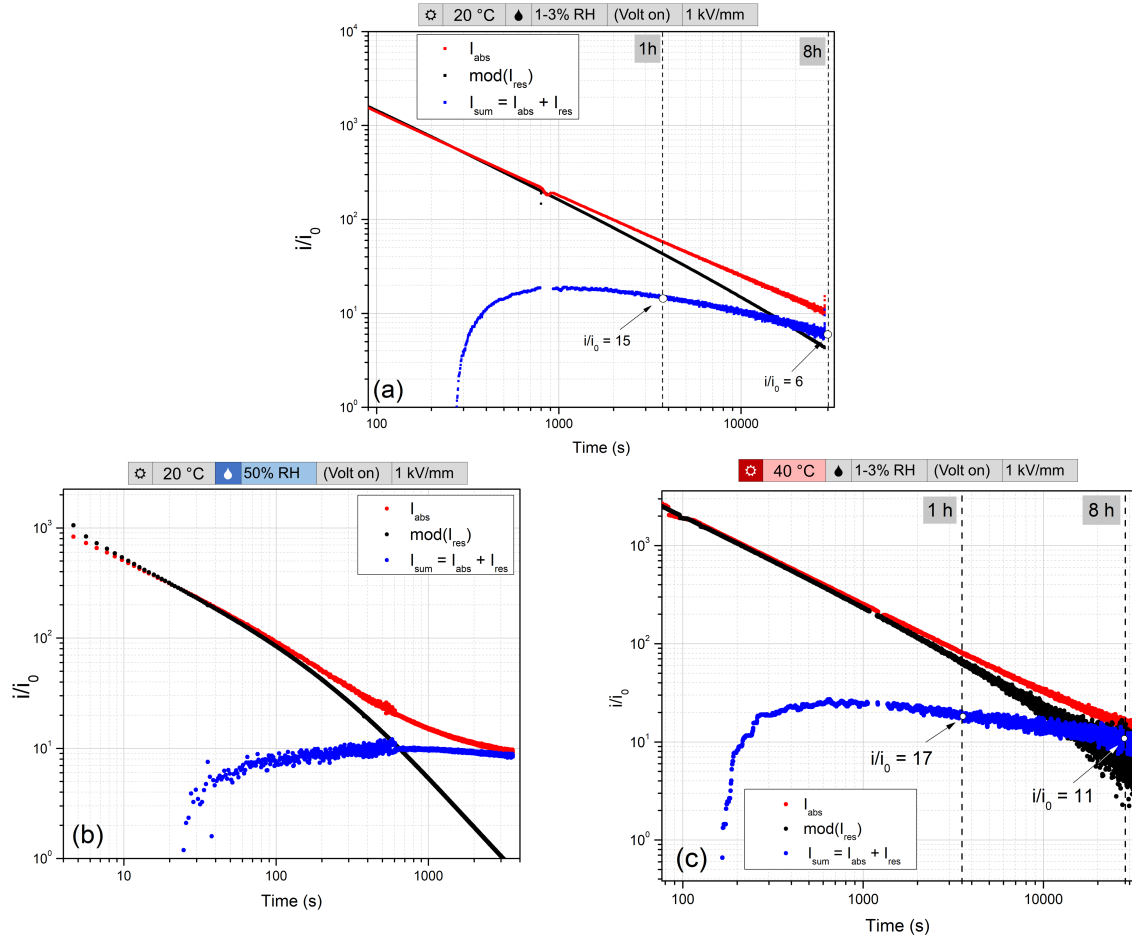 20 °C 1-3% RH (Volt on) 1 kV/mm
10^4
10^3
10^2
10^1
10^0
i/i_0
I_abs
mod(I_res)
I_sum = I_abs + I_res
1h
8h
i/i_0 = 15
i/i_0 = 6
(a)
100 1000 10000
Time (s)
20 °C 50% RH (Volt on) 1 kV/mm
10^3
10^2
10^1
10^0
i/i_0
I_abs
mod(I_res)
I_sum = I_abs + I_res
(b)
10 100 1000
Time (s)
40 °C 1-3% RH (Volt on) 1 kV/mm
10^3
10^2
10^1
10^0
i/i_0
1 h
8 h
i/i_0 = 17
i/i_0 = 11
I_abs
mod(I_res)
I_sum = I_abs + I_res
(c)
100 1000 10000
Time (s)